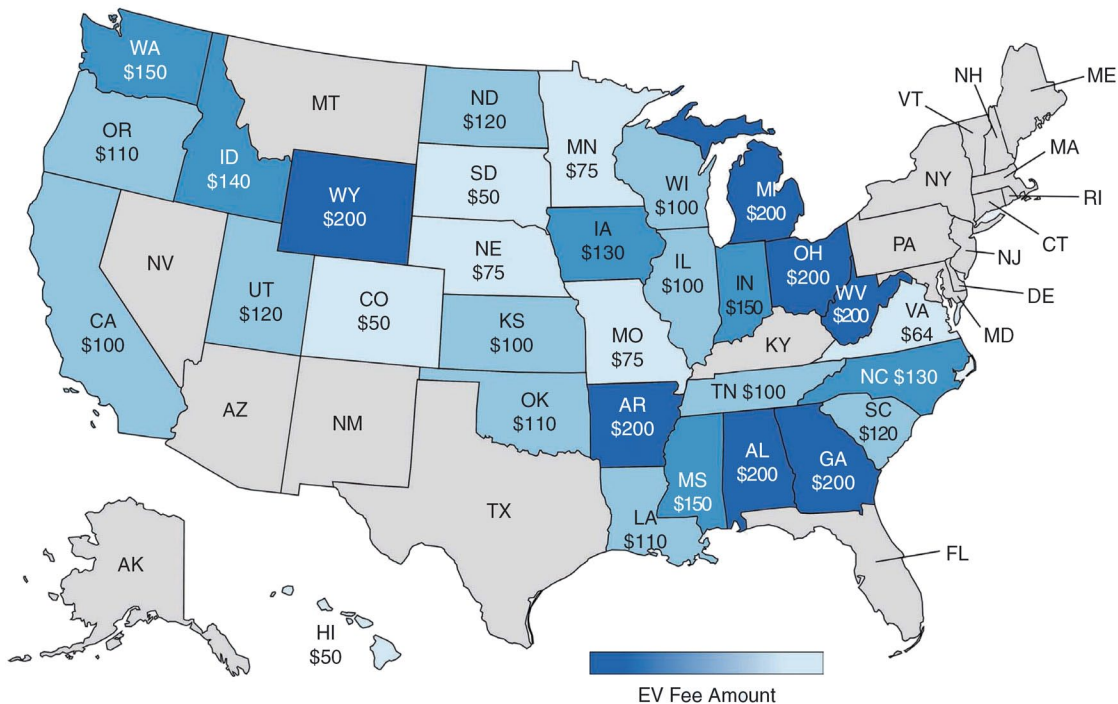 WA
$150
MT
ND
$120
MN
$75
OR
$110
ID
$140
WY
$200
SD
$50
WI
$100
MI
$200
NH
VT
ME
MA
NY
RI
CT
NV
UT
$120
CO
$50
NE
$75
IA
$130
IL
$100
IN
$150
OH
$200
PA
NJ
DE
MD
WV
$200
VA
$64
CA
$100
KS
$100
MO
$75
KY
AZ
NM
OK
$110
AR
$200
TN $100
NC $130
SC
$120
MS
$150
AL
$200
GA
$200
TX
LA
$110
FL
AK
HI
$50
EV Fee Amount